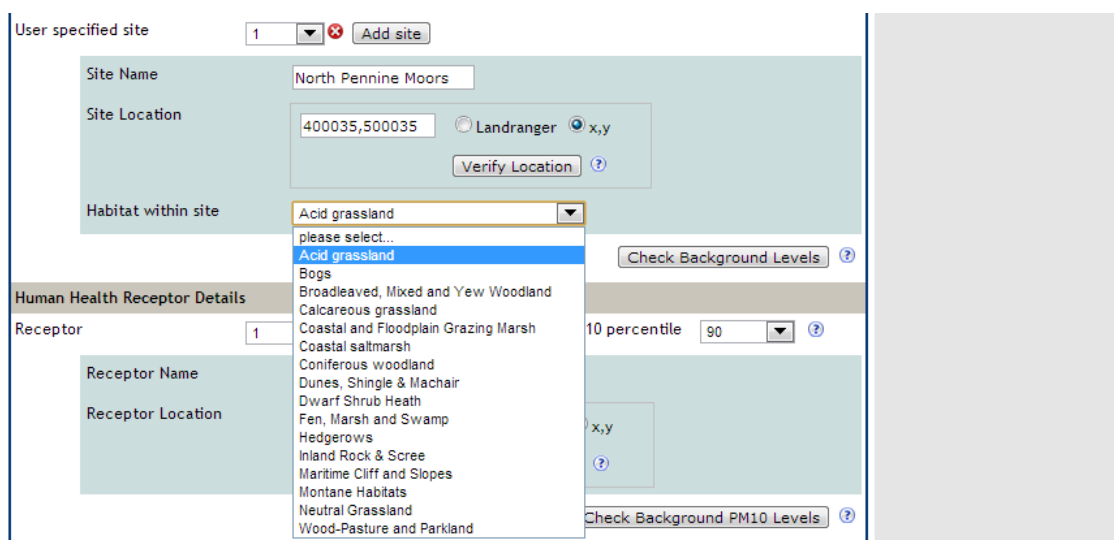 User specified site 1 Add site
Site Name North Pennine Moors
Site Location 400035,500035 Landranger x,y
Verify Location ?
Habitat within site Acid grassland
please select...
Acid grassland
Check Background Levels ?
Bogs
Broadleaved, Mixed and Yew Woodland
Human Health Receptor Details
Calcareous grassland
Receptor 1 Coastal and Floodplain Grazing Marsh 10 percentile 90 ?
Coastal saltmarsh
Coniferous woodland
Receptor Name
Dunes, Shingle & Machair
Dwarf Shrub Heath
Receptor Location Fen, Marsh and Swamp x,y
Hedgerows
Inland Rock & Scree ?
Maritime Cliff and Slopes
Montane Habitats
Neutral Grassland
Check Background PM10 Levels ?
Wood-Pasture and Parkland